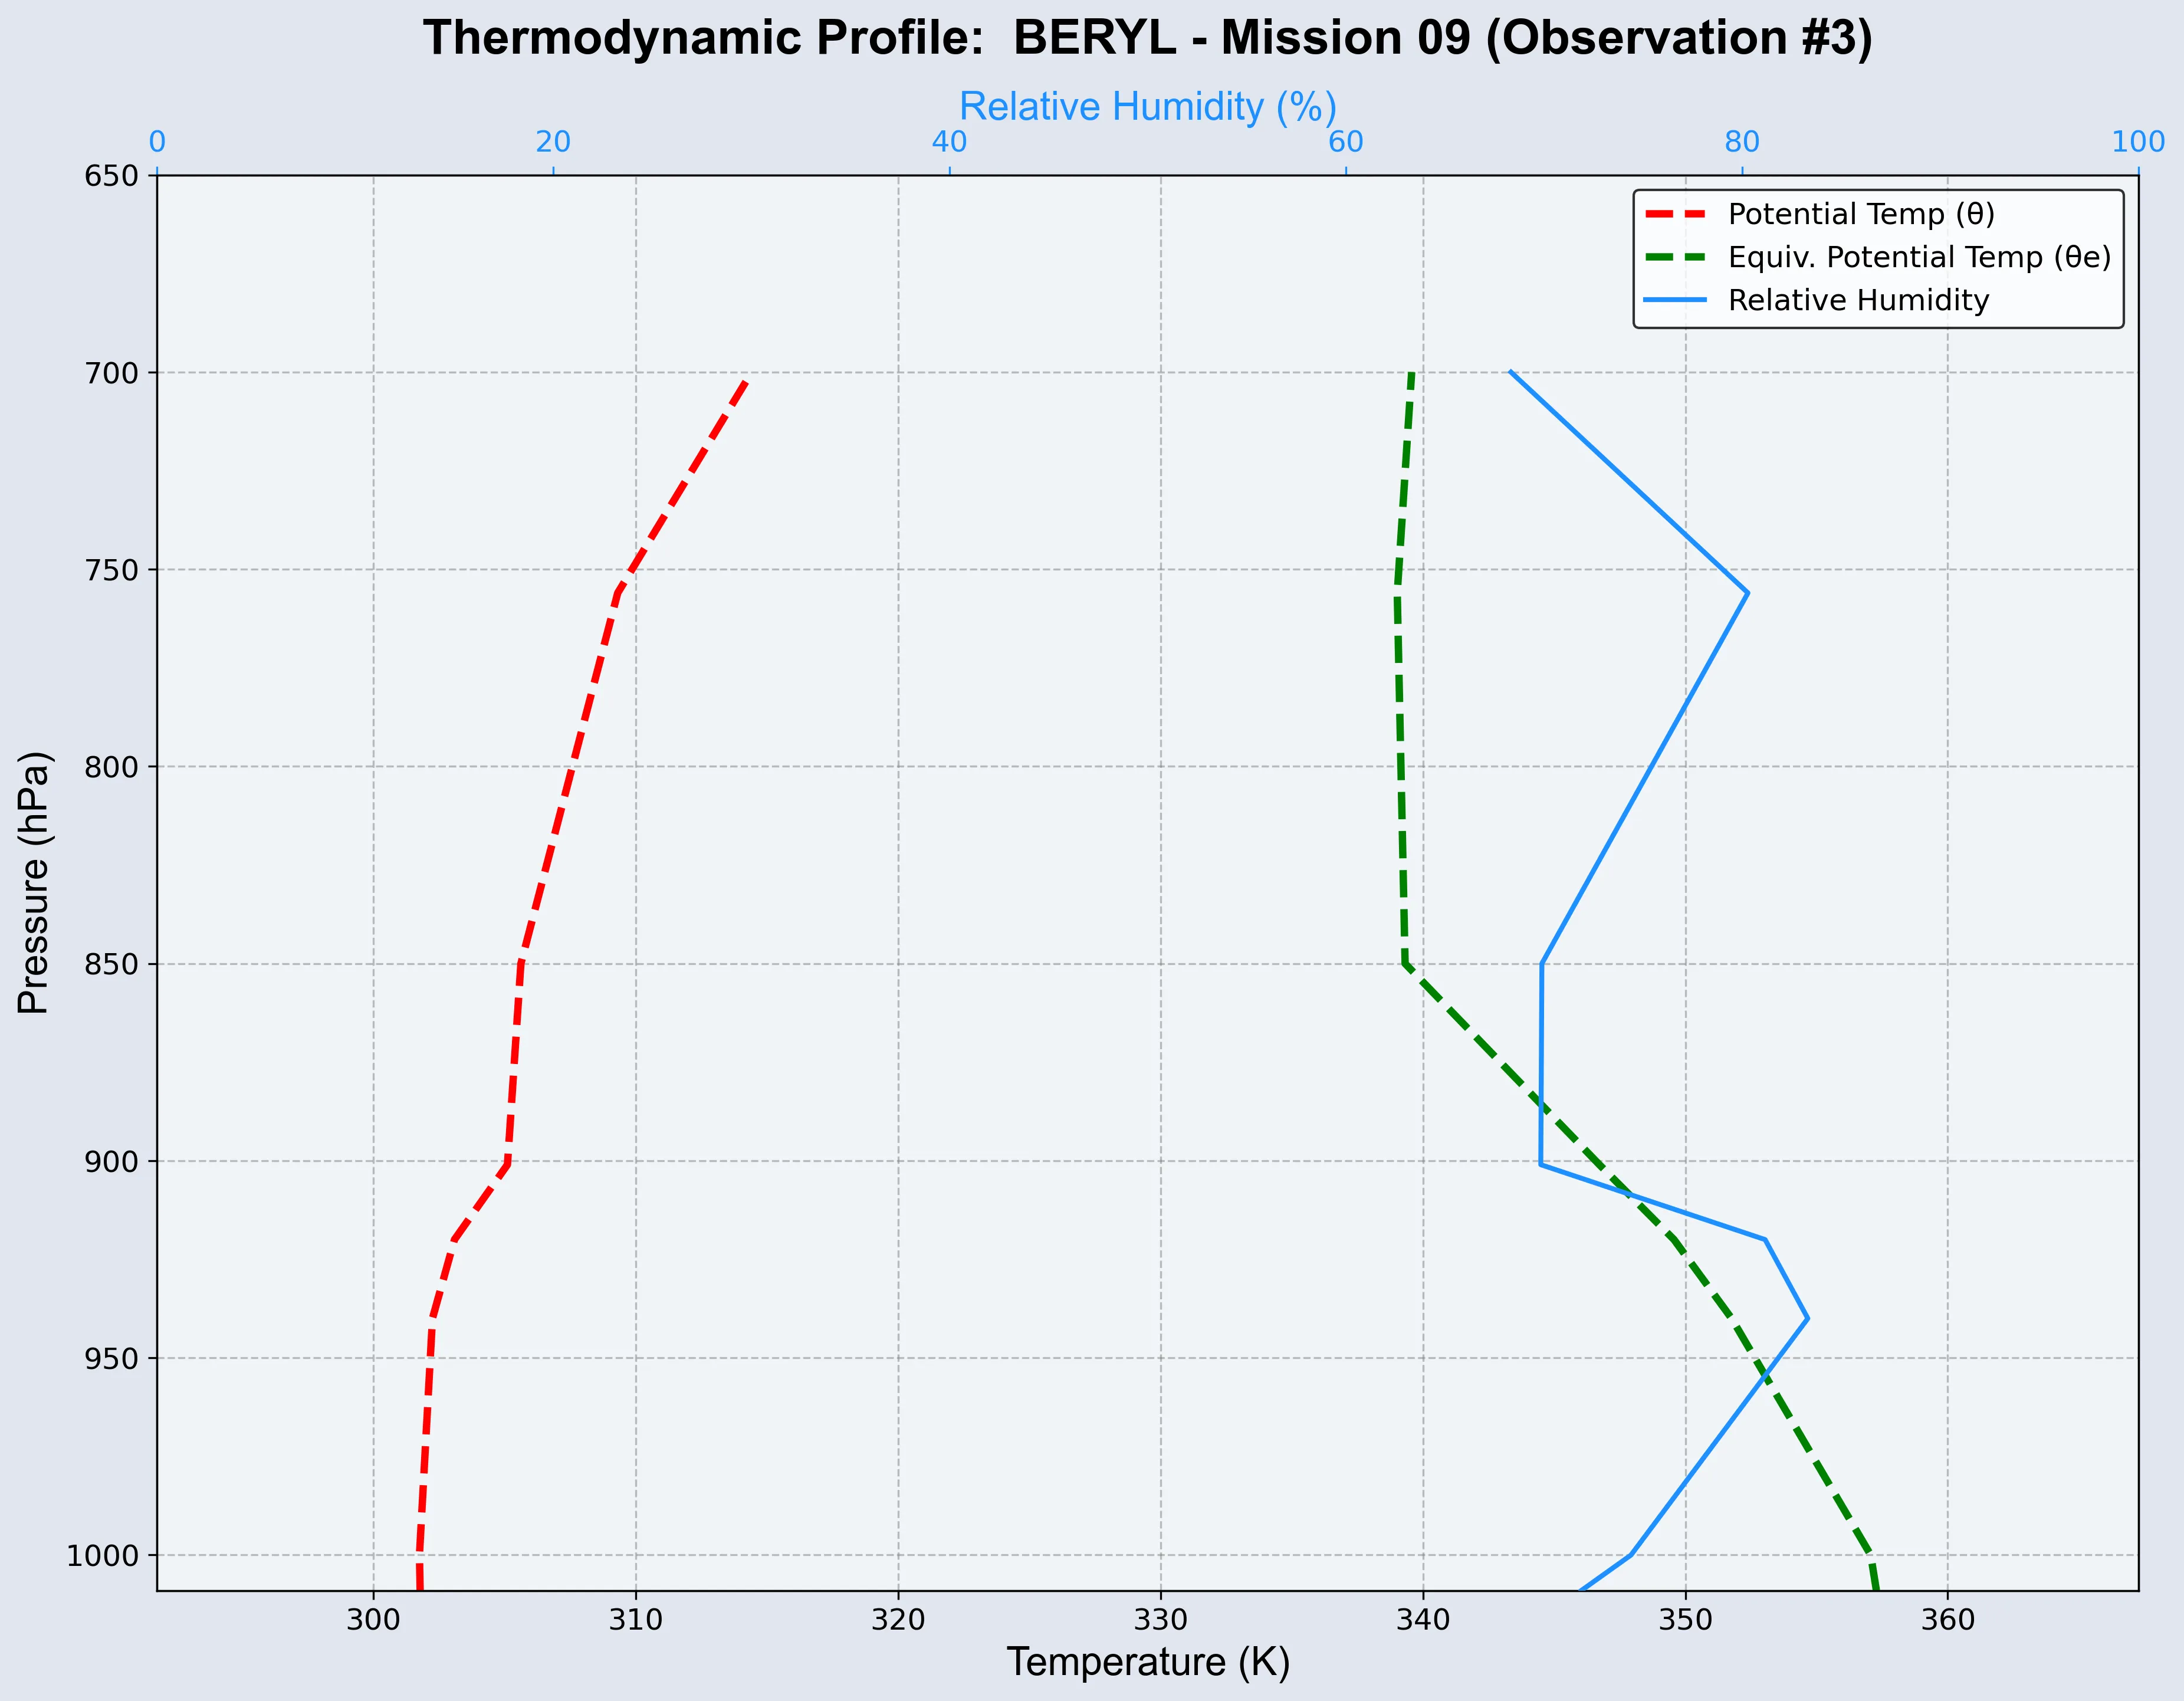 Thermodynamic Profile:  BERYL - Mission 09 (Observation #3)
Relative Humidity (%)
0 20 40 60 80 100
Potential Temp (θ)
Equiv. Potential Temp (θe)
Relative Humidity
Pressure (hPa)
650
700
750
800
850
900
950
1000
300 310 320 330 340 350 360
Temperature (K)